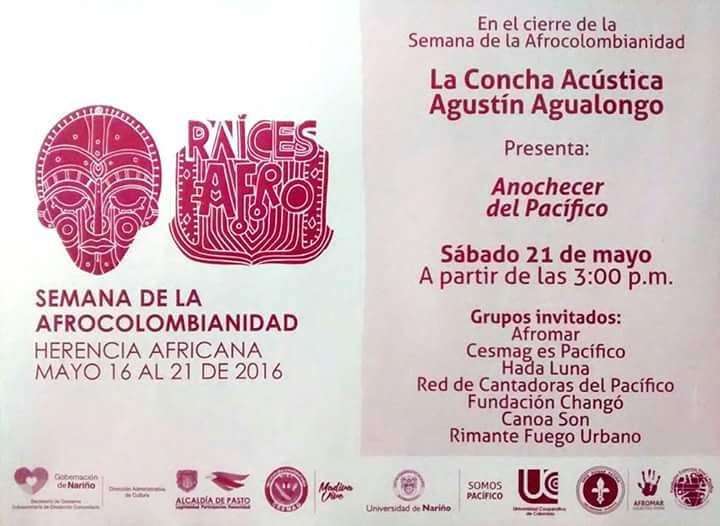 RAÍCES
AFRO
SEMANA DE LA
AFROCOLOMBIANIDAD
HERENCIA AFRICANA
MAYO 16 AL 21 DE 2016
En el cierre de la
Semana de la Afrocolombianidad
La Concha Acústica
Agustín Agualongo
Presenta:
Anochecer
del Pacífico
Sábado 21 de mayo
A partir de las 3:00 p.m.
Grupos invitados:
Afromar
Cesmag es Pacífico
Hada Luna
Red de Cantadoras del Pacífico
Fundación Changó
Canoa Son
Rimante Fuego Urbano
Gobernación
de Nariño
Secretaría de Gobierno
Subsecretaría de Desarrollo Comunitario
Dirección Administrativa
de Cultura
ALCALDÍA DE PASTO
Legitimidad Participación Honestidad
CESMAG
Universidad de Nariño
SOMOS
PACÍFICO
UCC
Universidad Cooperativa
de Colombia
AFROMAR